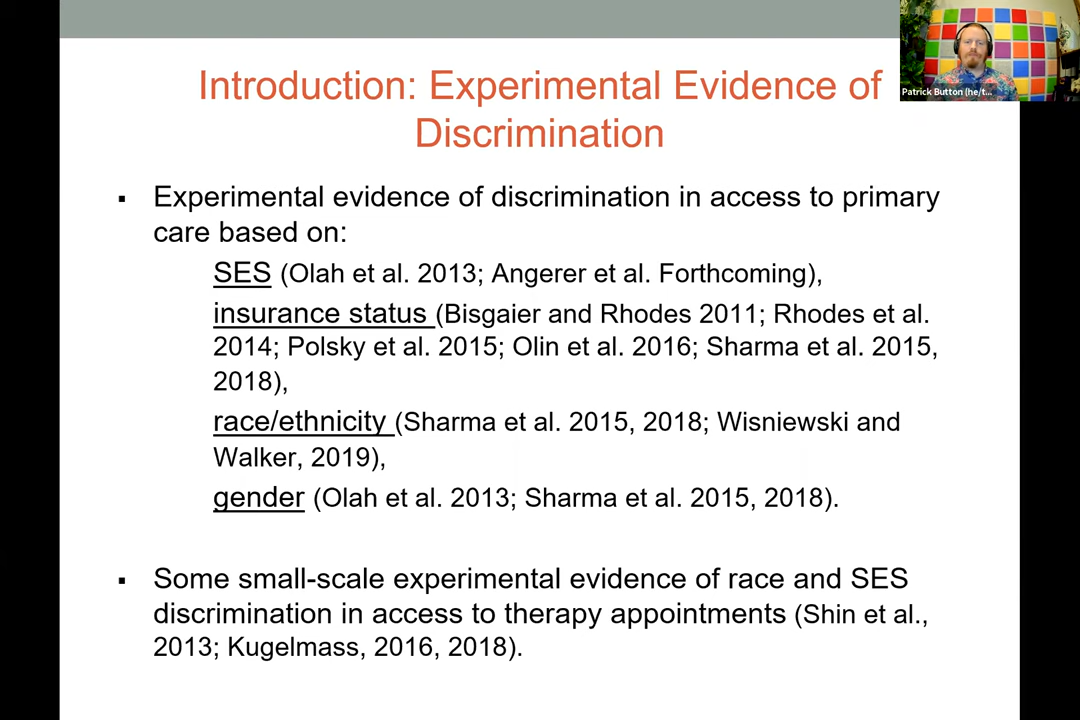 Introduction: Experimental Evidence of
Discrimination
Patrick Button (he/t...
▪ Experimental evidence of discrimination in access to primary
care based on:
SES (Olah et al. 2013; Angerer et al. Forthcoming),
insurance status (Bisgaier and Rhodes 2011; Rhodes et al.
2014; Polsky et al. 2015; Olin et al. 2016; Sharma et al. 2015,
2018),
race/ethnicity (Sharma et al. 2015, 2018; Wisniewski and
Walker, 2019),
gender (Olah et al. 2013; Sharma et al. 2015, 2018).
▪ Some small-scale experimental evidence of race and SES
discrimination in access to therapy appointments (Shin et al.,
2013; Kugelmass, 2016, 2018).